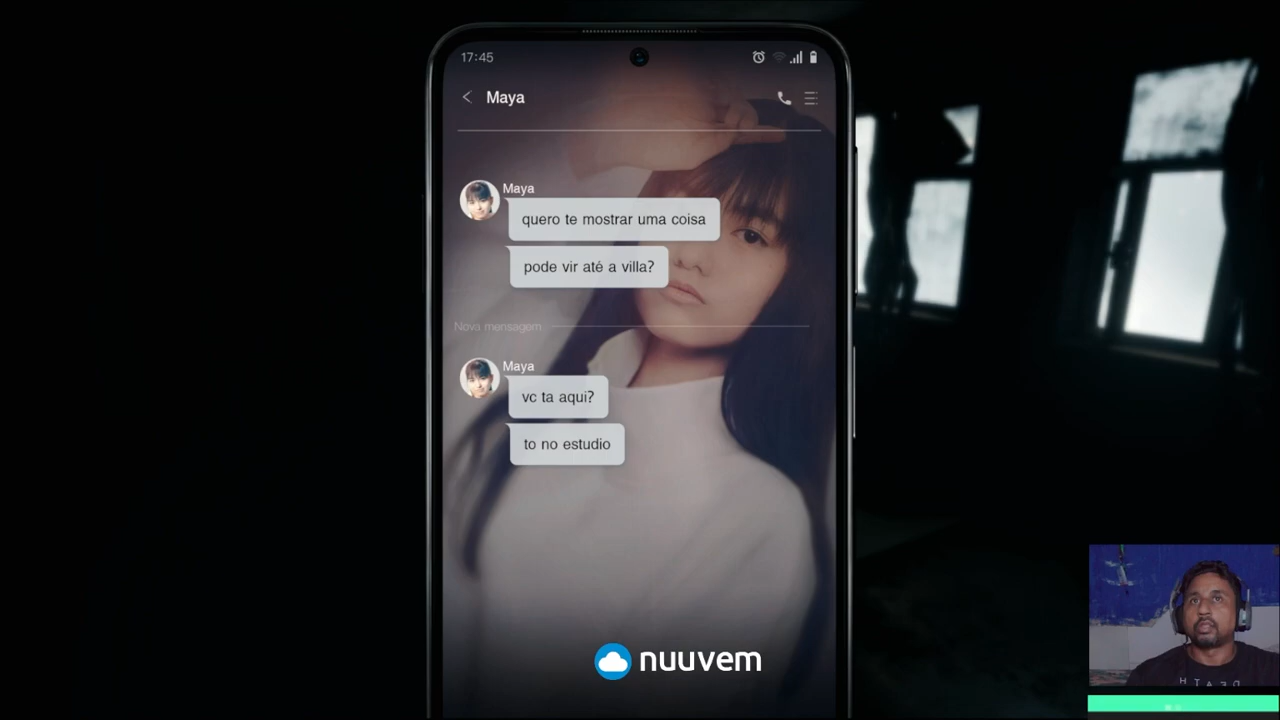 17:45
Maya
Maya
quero te mostrar uma coisa
pode vir até a villa?
Nova mensagem
Maya
vc ta aqui?
to no estudio
nuuvem
DEATH